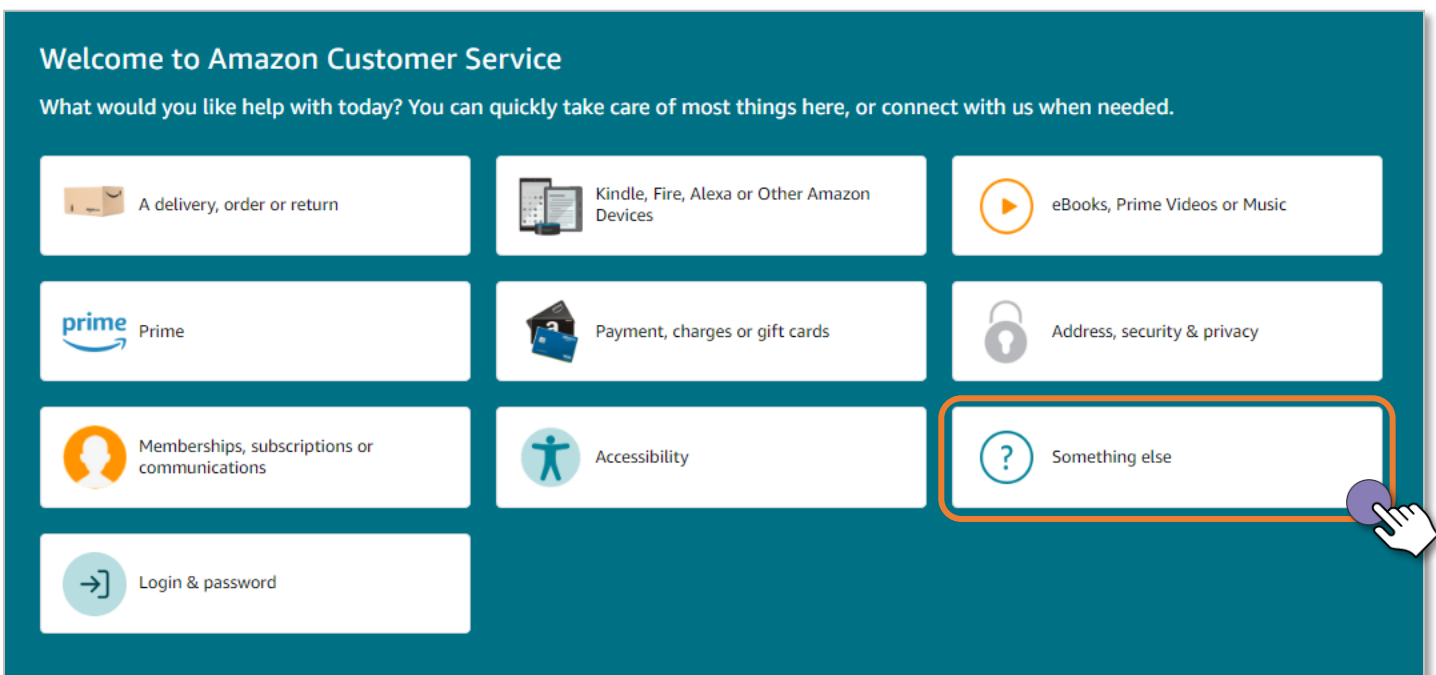 Welcome to Amazon Customer Service
What would you like help with today? You can quickly take care of most things here, or connect with us when needed.
A delivery, order or return
Kindle, Fire, Alexa or Other Amazon
Devices
eBooks, Prime Videos or Music
prime
Prime
a
Payment, charges or gift cards
Address, security & privacy
Memberships, subscriptions or
communications
Accessibility
?
Something else
Login & password